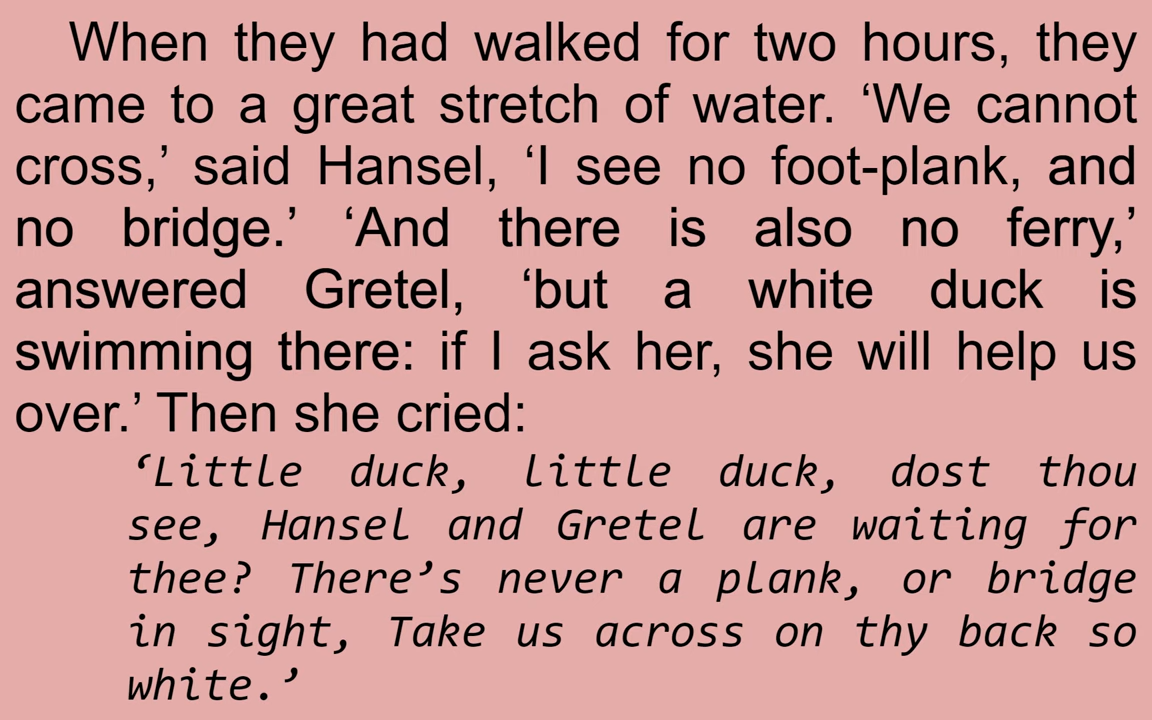 When they had walked for two hours, they
came to a great stretch of water. ‘We cannot
cross,’ said Hansel, ‘I see no foot-plank, and
no bridge.’ ‘And there is also no ferry,’
answered Gretel, ‘but a white duck is
swimming there: if I ask her, she will help us
over.’ Then she cried:
‘Little duck, little duck, dost thou
see, Hansel and Gretel are waiting for
thee? There’s never a plank, or bridge
in sight, Take us across on thy back so
white.’